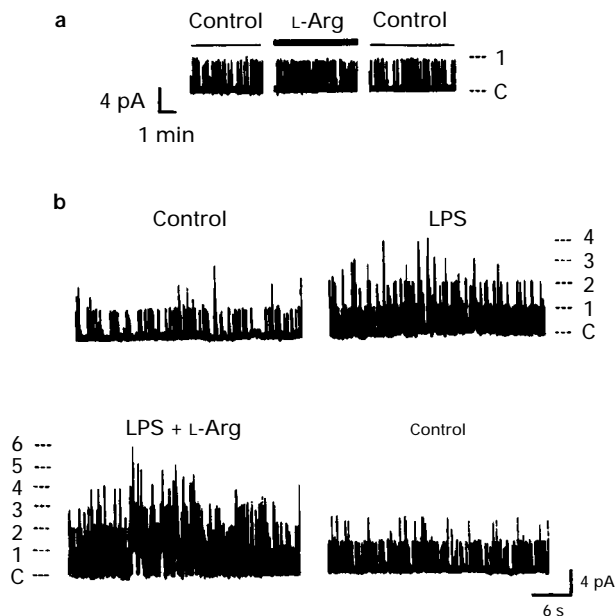 a
Control L-Arg Control
--- 1
--- C
4 pA
1 min
b
Control LPS
--- 4
--- 3
--- 2
--- 1
--- C
LPS + L-Arg Control
6 ---
5 ---
4 ---
3 ---
2 ---
1 ---
C ---
4 pA
6 s